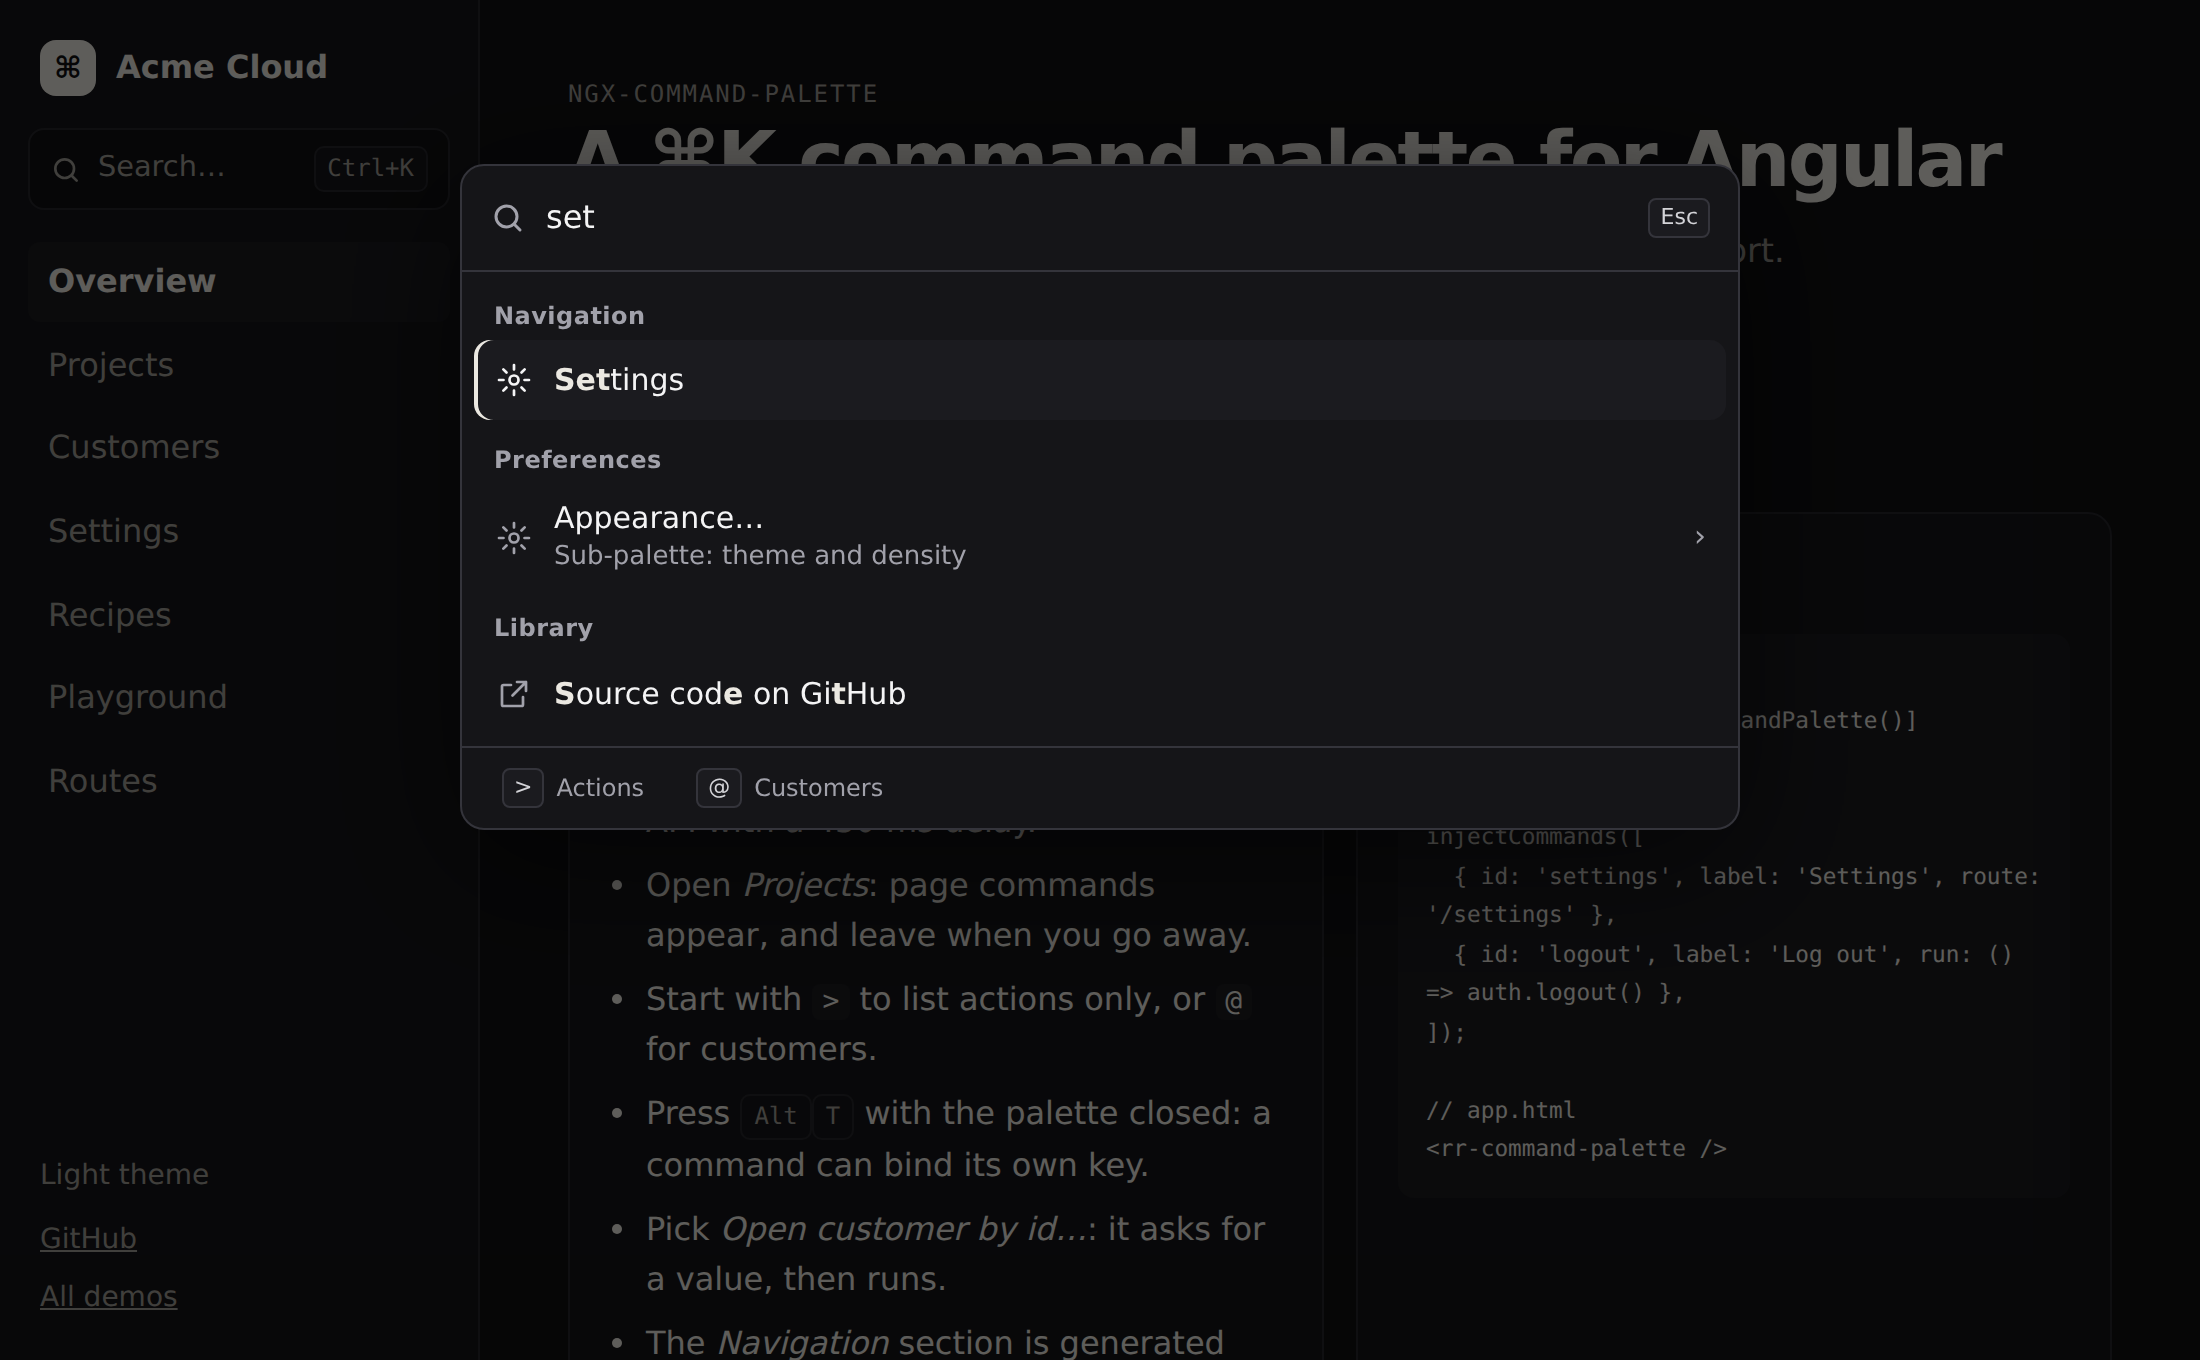 ⌘ Acme Cloud
Search… Ctrl+K
Overview
Projects
Customers
Settings
Recipes
Playground
Routes
Light theme
GitHub
All demos
NGX-COMMAND-PALETTE
A ⌘K command palette for Angular
set Esc
Navigation
Settings
Preferences
Appearance… ›
Sub-palette: theme and density
Library
Source code on GitHub
> Actions @ Customers
Open Projects: page commands
appear, and leave when you go away.
Start with > to list actions only, or @
for customers.
Press Alt T with the palette closed: a
command can bind its own key.
Pick Open customer by id…: it asks for
a value, then runs.
The Navigation section is generated
andPalette()]
injectCommands([
{ id: 'settings', label: 'Settings', route:
'/settings' },
{ id: 'logout', label: 'Log out', run: ()
=> auth.logout() },
]);
// app.html
<rr-command-palette />